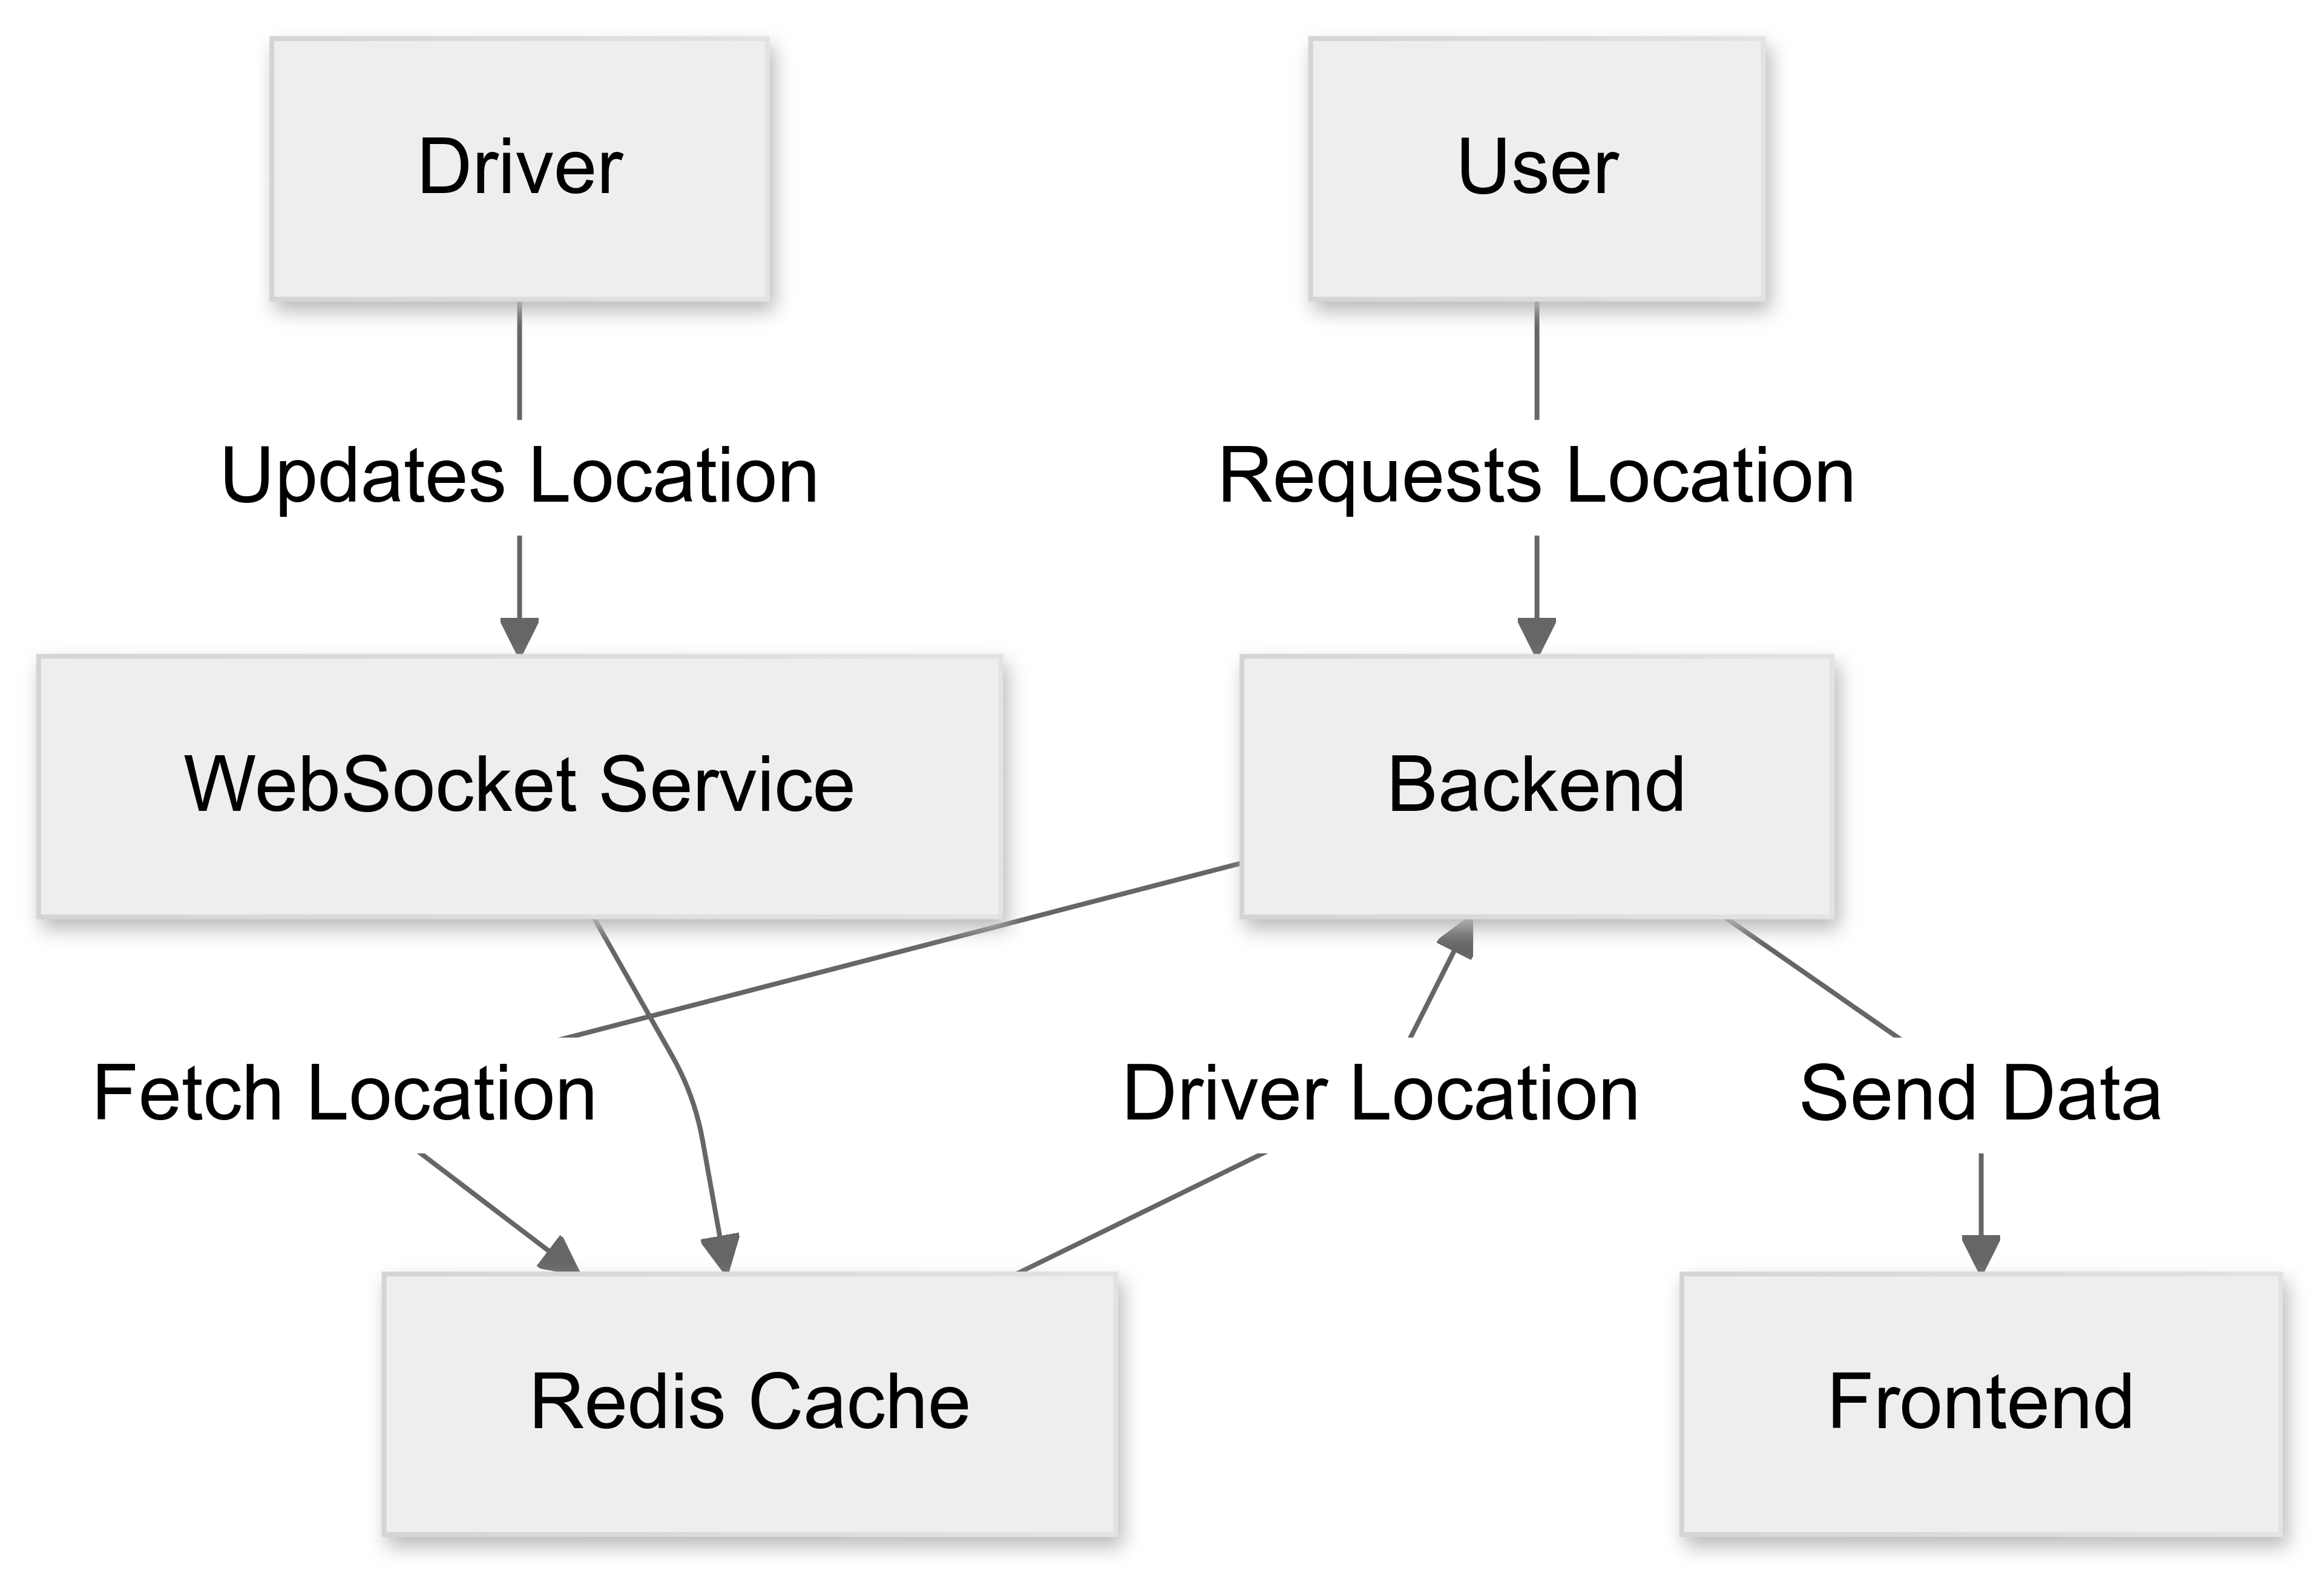 Driver
User
Updates Location
Requests Location
WebSocket Service
Backend
Fetch Location
Driver Location
Send Data
Redis Cache
Frontend